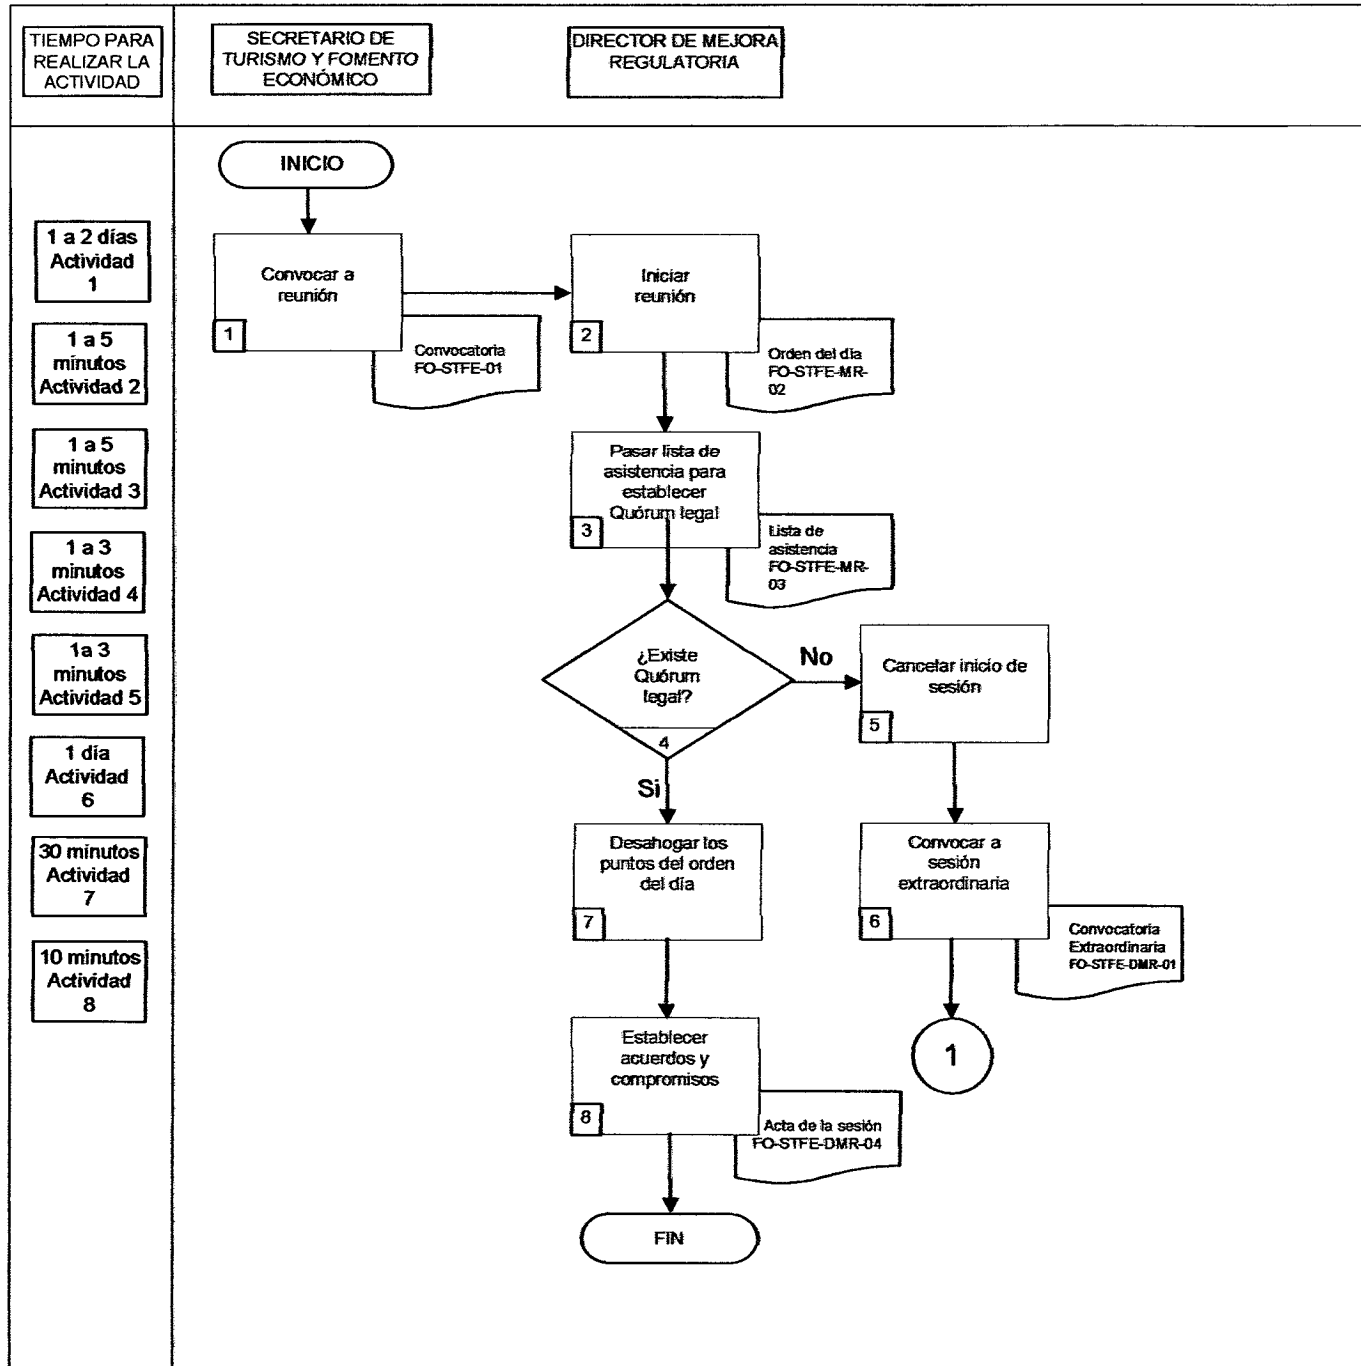 TIEMPO PARA
REALIZAR LA
ACTIVIDAD
SECRETARIO DE
TURISMO Y FOMENTO
ECONÓMICO
DIRECTOR DE MEJORA
REGULATORIA
INICIO
1 a 2 días
Actividad
1
Convocar a
reunión
1
Convocatoria
FO-STFE-01
Iniciar
reunión
2
Orden del día
FO-STFE-MR-
02
1 a 5
minutos
Actividad 2
1 a 5
minutos
Actividad 3
Pasar lista de
asistencia para
establecer
Quórum legal
3
Lista de
asistencia
FO-STFE-MR-
03
1 a 3
minutos
Actividad 4
1a 3
minutos
Actividad 5
¿Existe
Quórum
legal?
4
No
Cancelar inicio de
sesión
5
1 día
Actividad
6
Si
30 minutos
Actividad
7
Desahogar los
puntos del orden
del día
7
Convocar a
sesión
extraordinaria
6
Convocatoria
Extraordinaria
FO-STFE-DMR-01
10 minutos
Actividad
8
Establecer
acuerdos y
compromisos
8
Acta de la sesión
FO-STFE-DMR-04
1
FIN